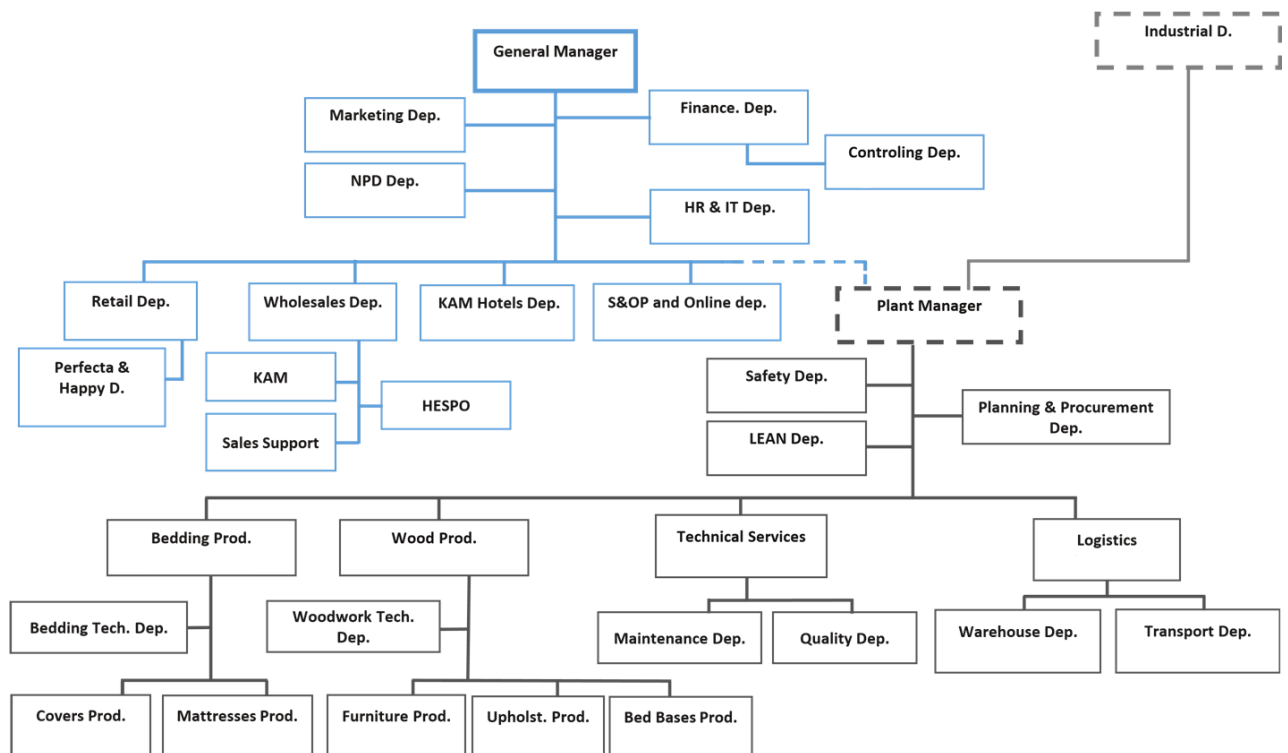 Industrial D.
General Manager
Marketing Dep.
Finance. Dep.
Controling Dep.
NPD Dep.
HR & IT Dep.
Retail Dep.
Wholesales Dep.
KAM Hotels Dep.
S&OP and Online dep.
Plant Manager
Perfecta &
Happy D.
KAM
HESPO
Sales Support
Safety Dep.
Planning & Procurement
Dep.
LEAN Dep.
Bedding Prod.
Wood Prod.
Technical Services
Logistics
Bedding Tech. Dep.
Woodwork Tech.
Dep.
Maintenance Dep.
Quality Dep.
Warehouse Dep.
Transport Dep.
Covers Prod.
Mattresses Prod.
Furniture Prod.
Upholst. Prod.
Bed Bases Prod.